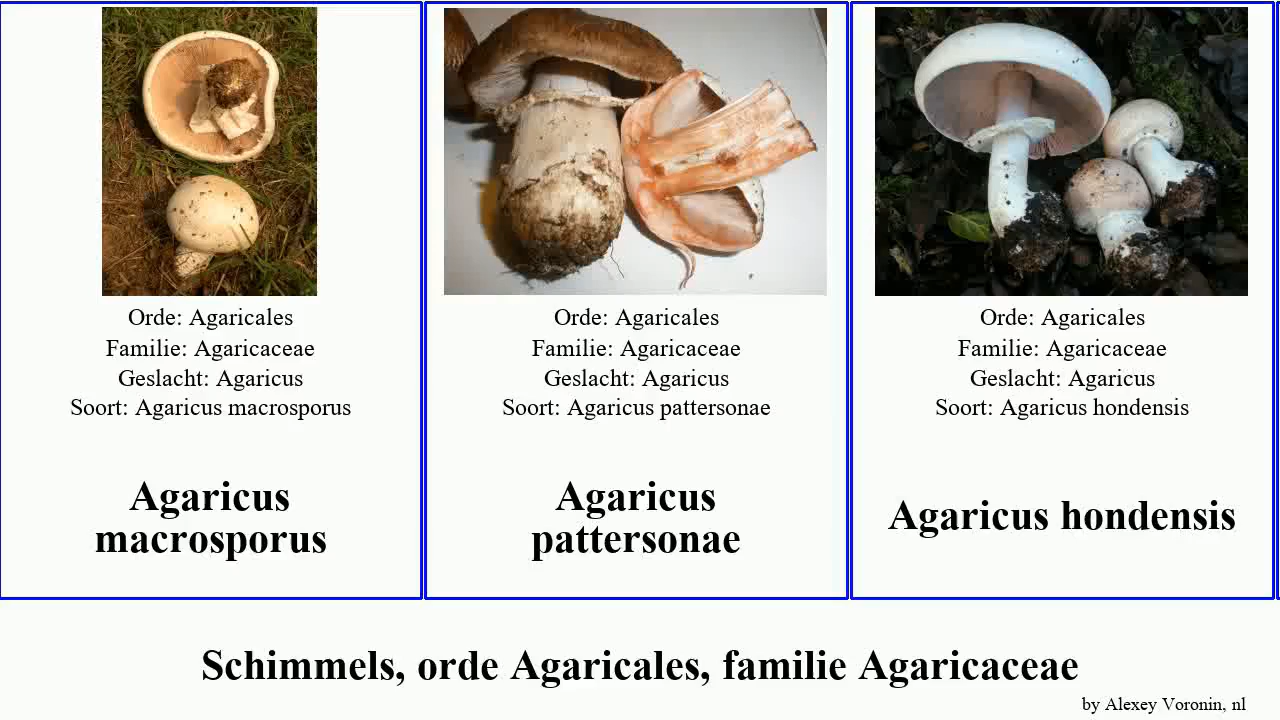 Orde: Agaricales
Familie: Agaricaceae
Geslacht: Agaricus
Soort: Agaricus macrosporus
Agaricus
macrosporus
Orde: Agaricales
Familie: Agaricaceae
Geslacht: Agaricus
Soort: Agaricus pattersonae
Agaricus
pattersonae
Orde: Agaricales
Familie: Agaricaceae
Geslacht: Agaricus
Soort: Agaricus hondensis
Agaricus hondensis
Schimmels, orde Agaricales, familie Agaricaceae
by Alexey Voronin, nl